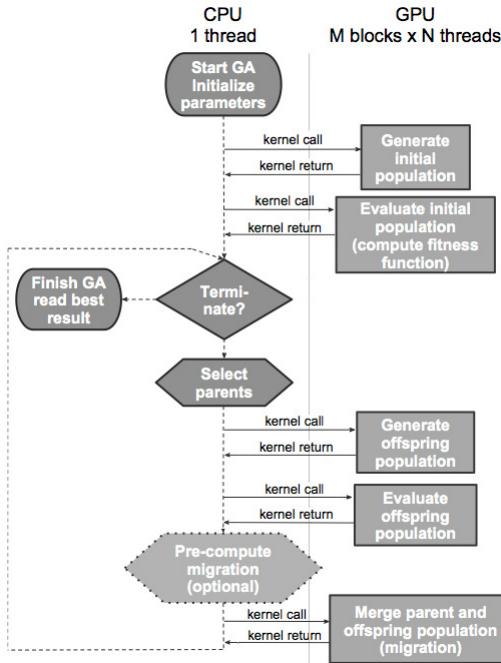 CPU
1 thread
GPU
M blocks x N threads
Start GA
Initialize
parameters
kernel call
kernel return
Generate
initial
population
kernel call
kernel return
Evaluate initial
population
(compute fitness
function)
Finish GA
read best
result
Termi-
nate?
Select
parents
kernel call
kernel return
Generate
offspring
population
kernel call
kernel return
Evaluate
offspring
population
Pre-compute
migration
(optional)
kernel call
kernel return
Merge parent and
offspring population
(migration)